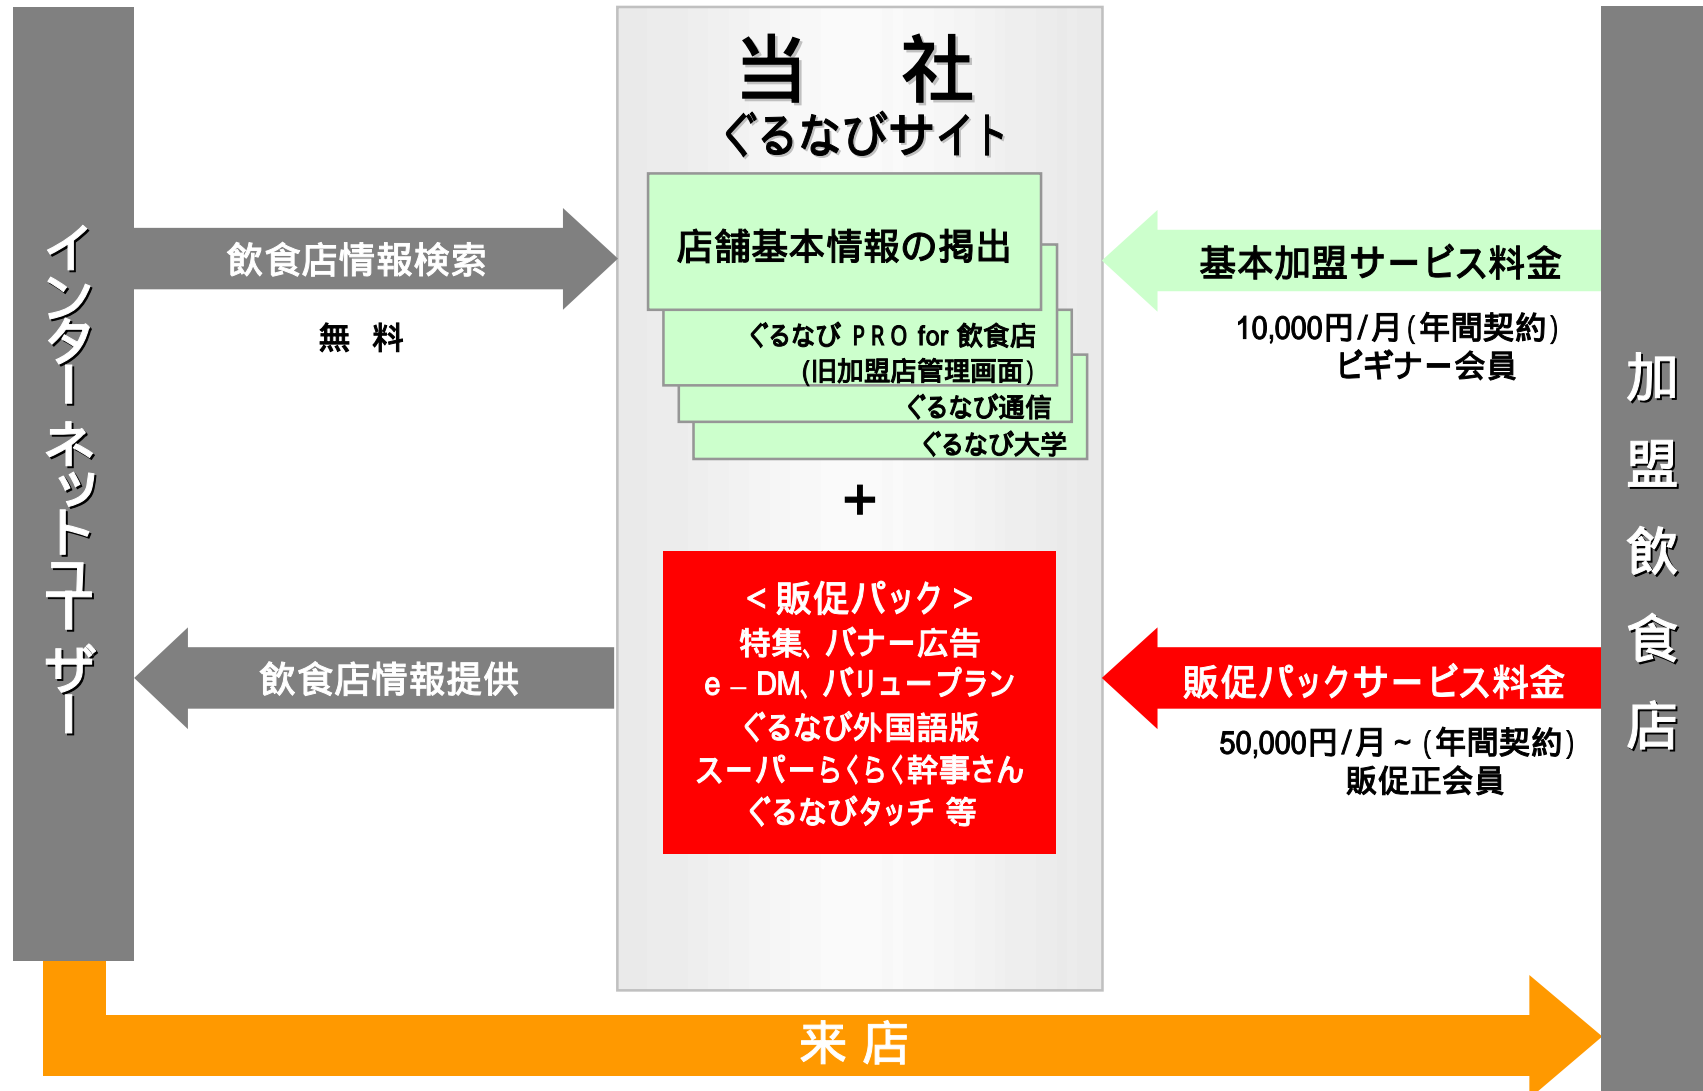 当　社
ぐるなびサイト
インターネットユーザー
飲食店情報検索
無 料
店舗基本情報の掲出
ぐるなび PRO for 飲食店
(旧加盟店管理画面)
ぐるなび通信
ぐるなび大学
基本加盟サービス料金
10,000円/月(年間契約)
ビギナー会員
加盟飲食店
＋
＜販促パック＞
特集、バナー広告
e－DM、バリュープラン
ぐるなび外国語版
スーパーらくらく幹事さん
ぐるなびタッチ 等
飲食店情報提供
販促パックサービス料金
50,000円/月~(年間契約)
販促正会員
来店